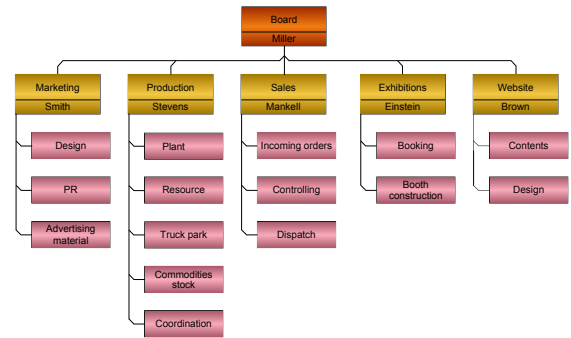 Board
Miller
Marketing
Smith
Production
Stevens
Sales
Mankell
Exhibitions
Einstein
Website
Brown
Design
PR
Advertising
material
Plant
Resource
Truck park
Commodities
stock
Coordination
Incoming orders
Controlling
Dispatch
Booking
Booth
construction
Contents
Design